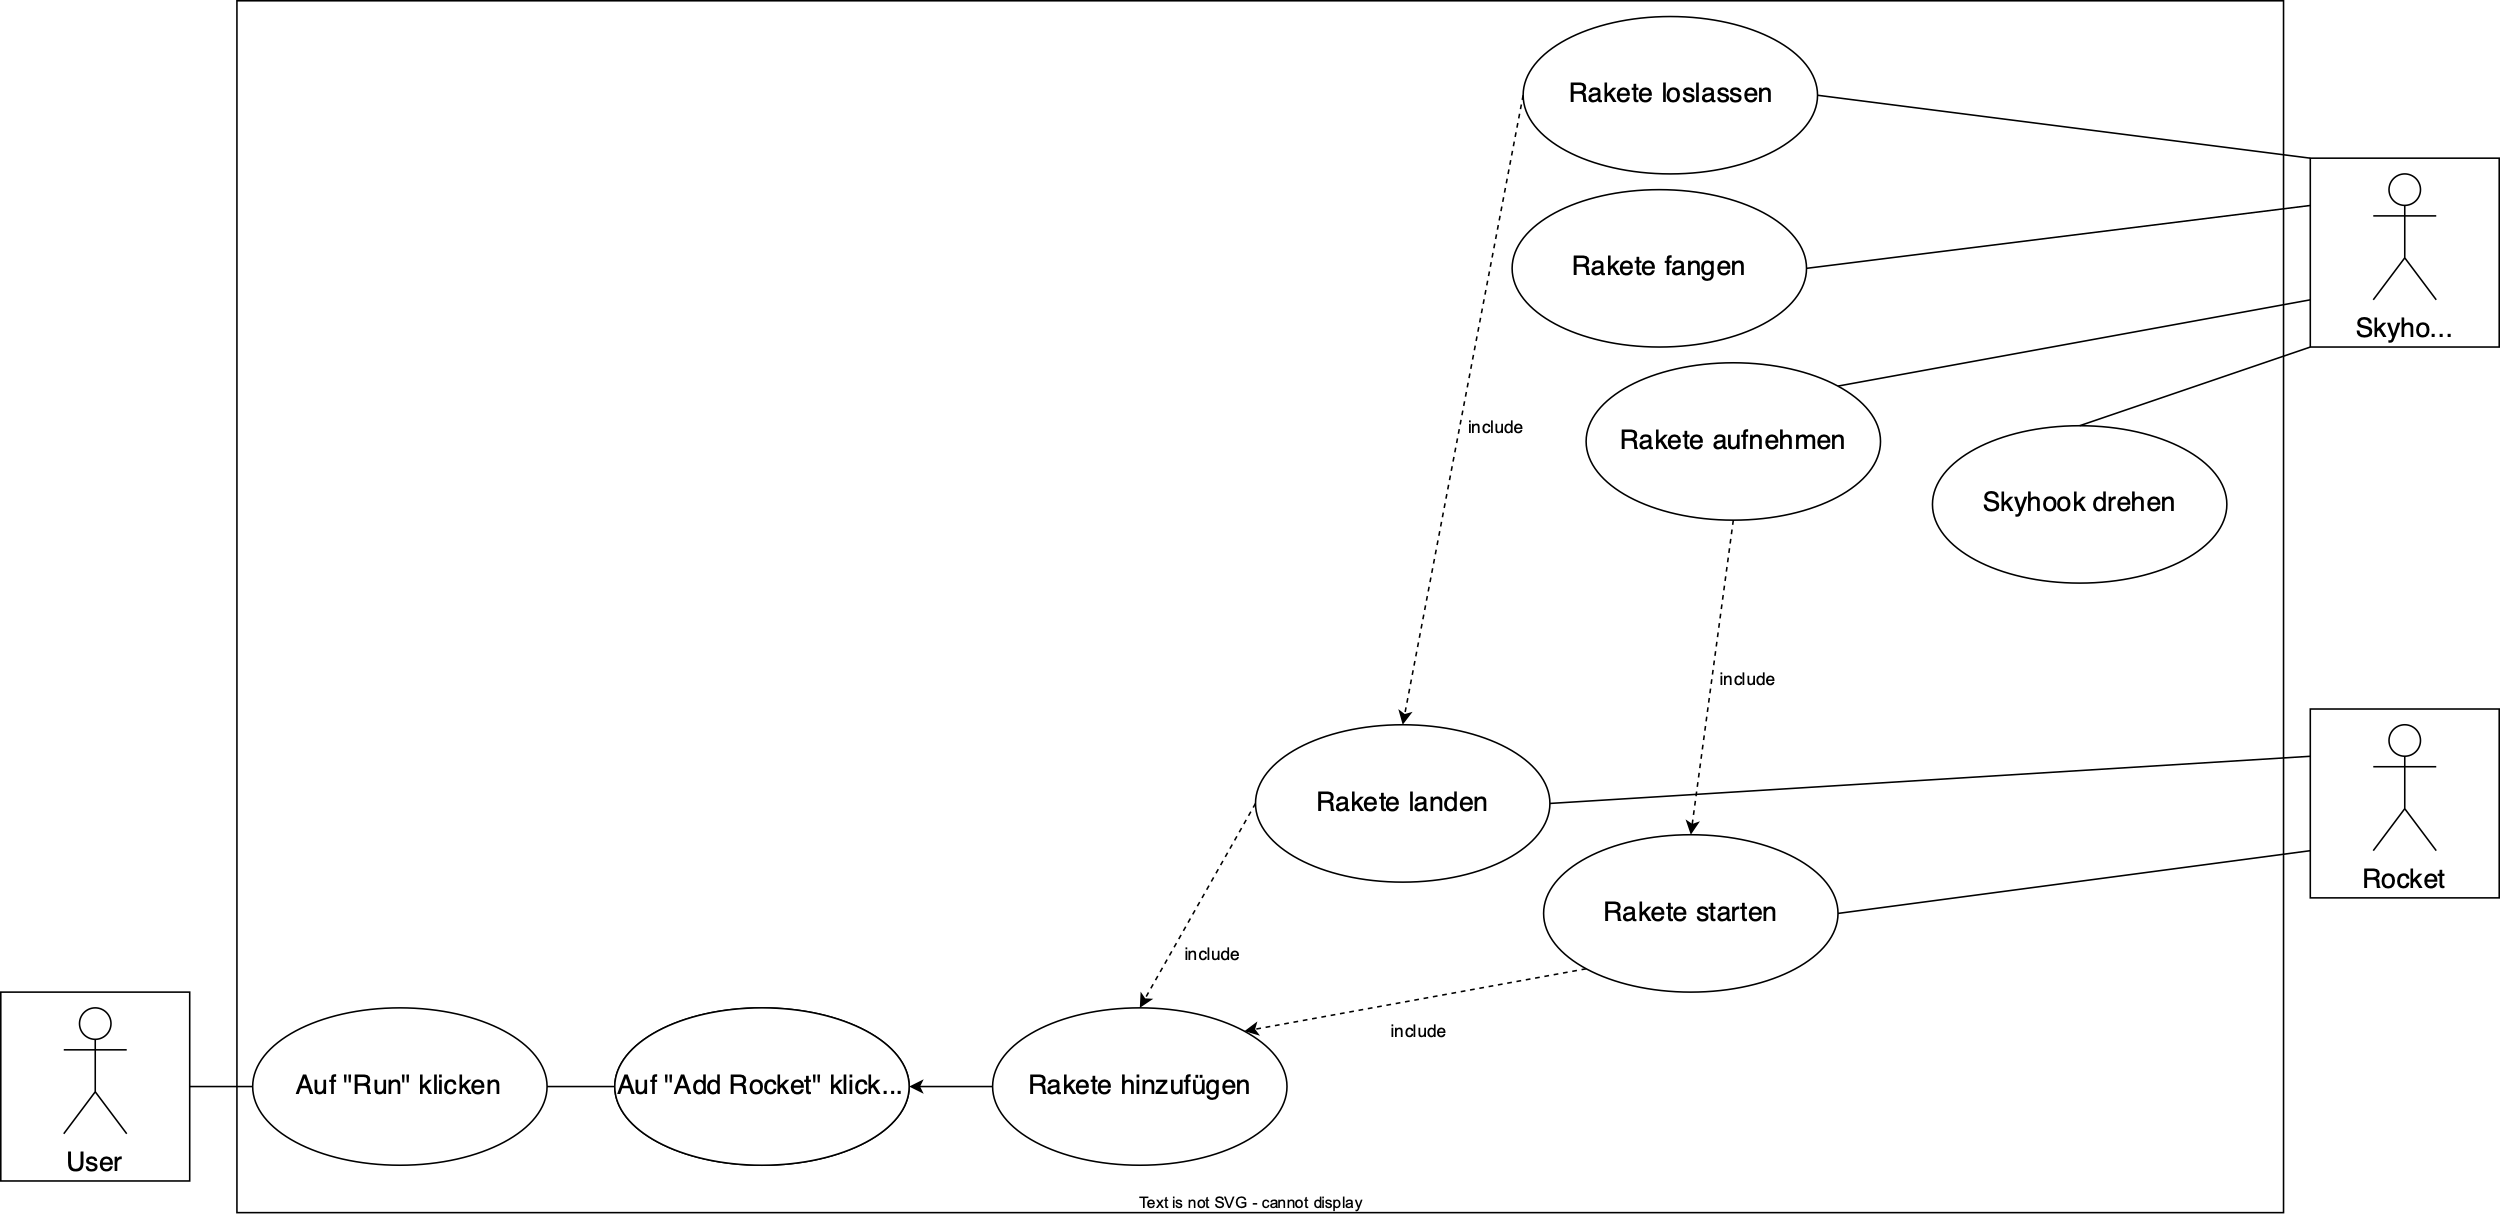 Rakete loslassen
Rakete fangen
Skyho...
include
Rakete aufnehmen
Skyhook drehen
include
Rakete landen
Rocket
Rakete starten
include
include
Auf "Run" klicken
Auf "Add Rocket" klick...
Rakete hinzufügen
User
Text is not SVG - cannot display